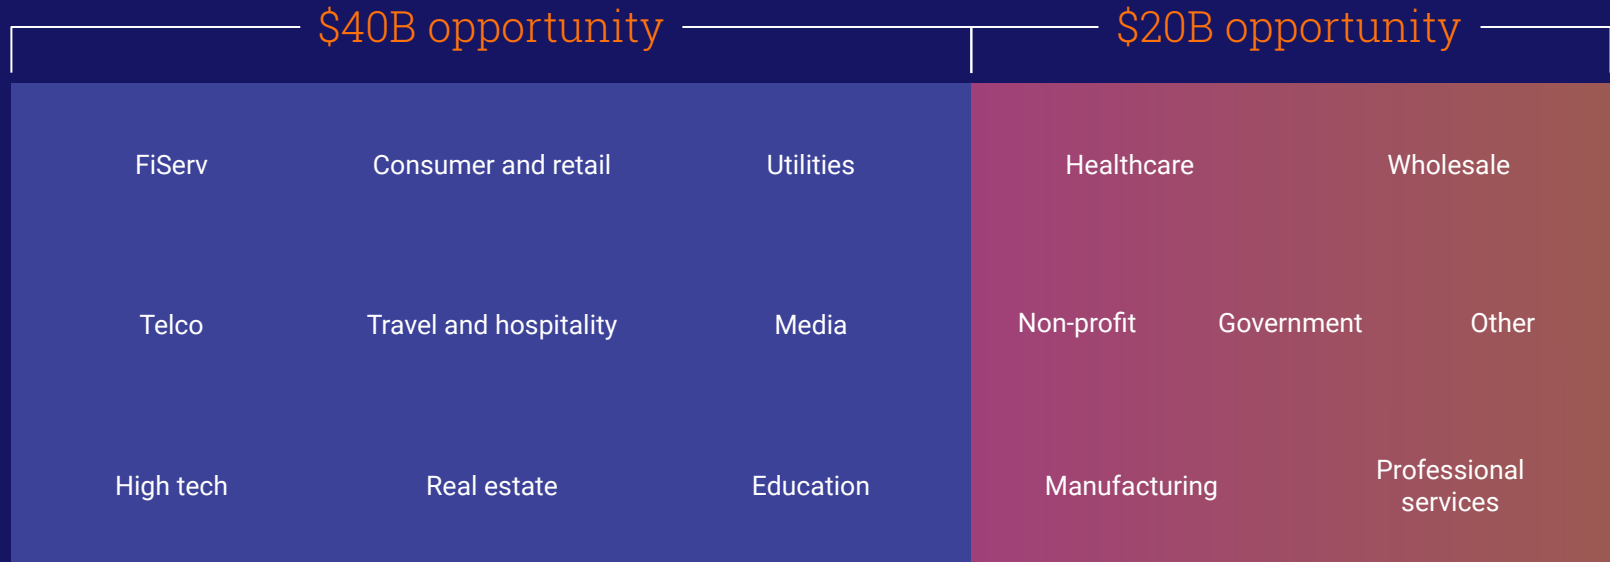 $40B opportunity
$20B opportunity
FiServ
Consumer and retail
Utilities
Healthcare
Wholesale
Telco
Travel and hospitality
Media
Non-profit
Government
Other
High tech
Real estate
Education
Manufacturing
Professional
services